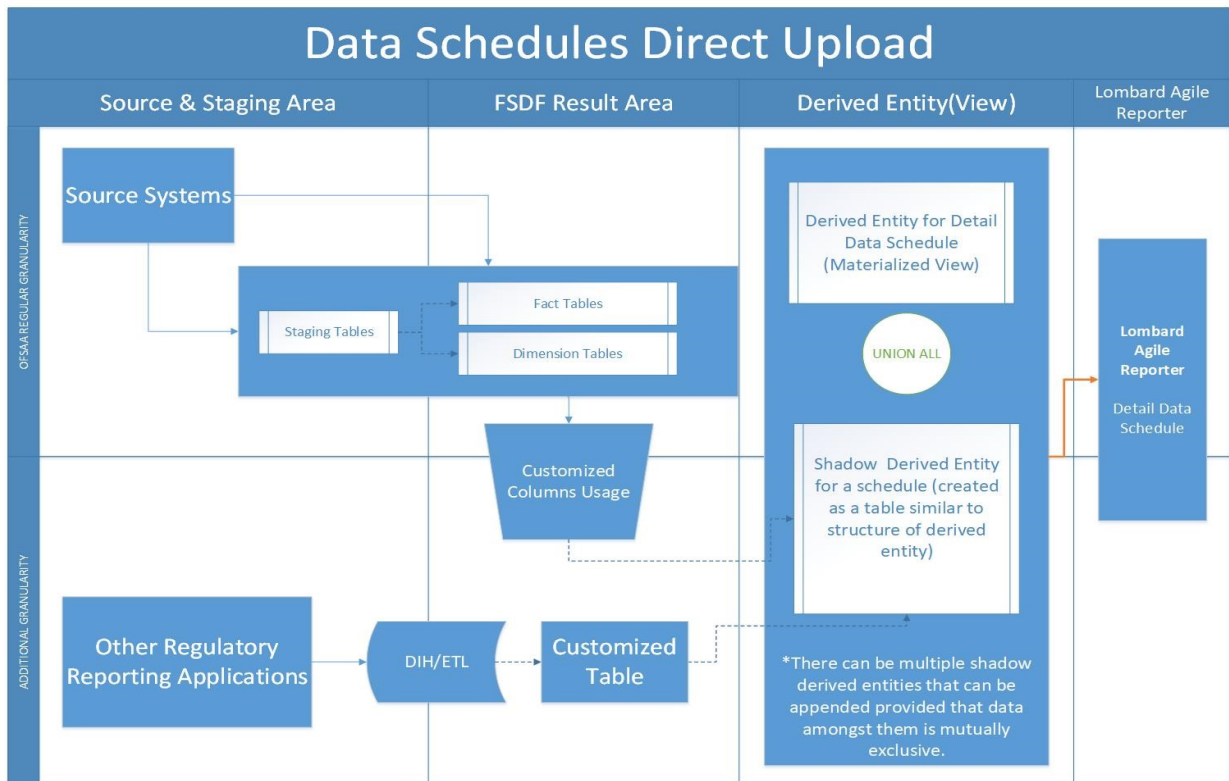 Data Schedules Direct Upload
Source & Staging Area
FSDF Result Area
Derived Entity(View)
Lombard Agile
Reporter
OFSAA REGULAR GRANULARITY
Source Systems
Staging Tables
Fact Tables
Dimension Tables
Derived Entity for Detail
Data Schedule
(Materialized View)
UNION ALL
Lombard
Agile
Reporter
Detail Data
Schedule
Customized
Columns Usage
Shadow Derived Entity
for a schedule (created
as a table similar to
structure of derived
entity)
ADDITIONAL GRANULARITY
Other Regulatory
Reporting Applications
DIH/ETL
Customized
Table
*There can be multiple shadow
derived entities that can be
appended provided that data
amongst them is mutually
exclusive.